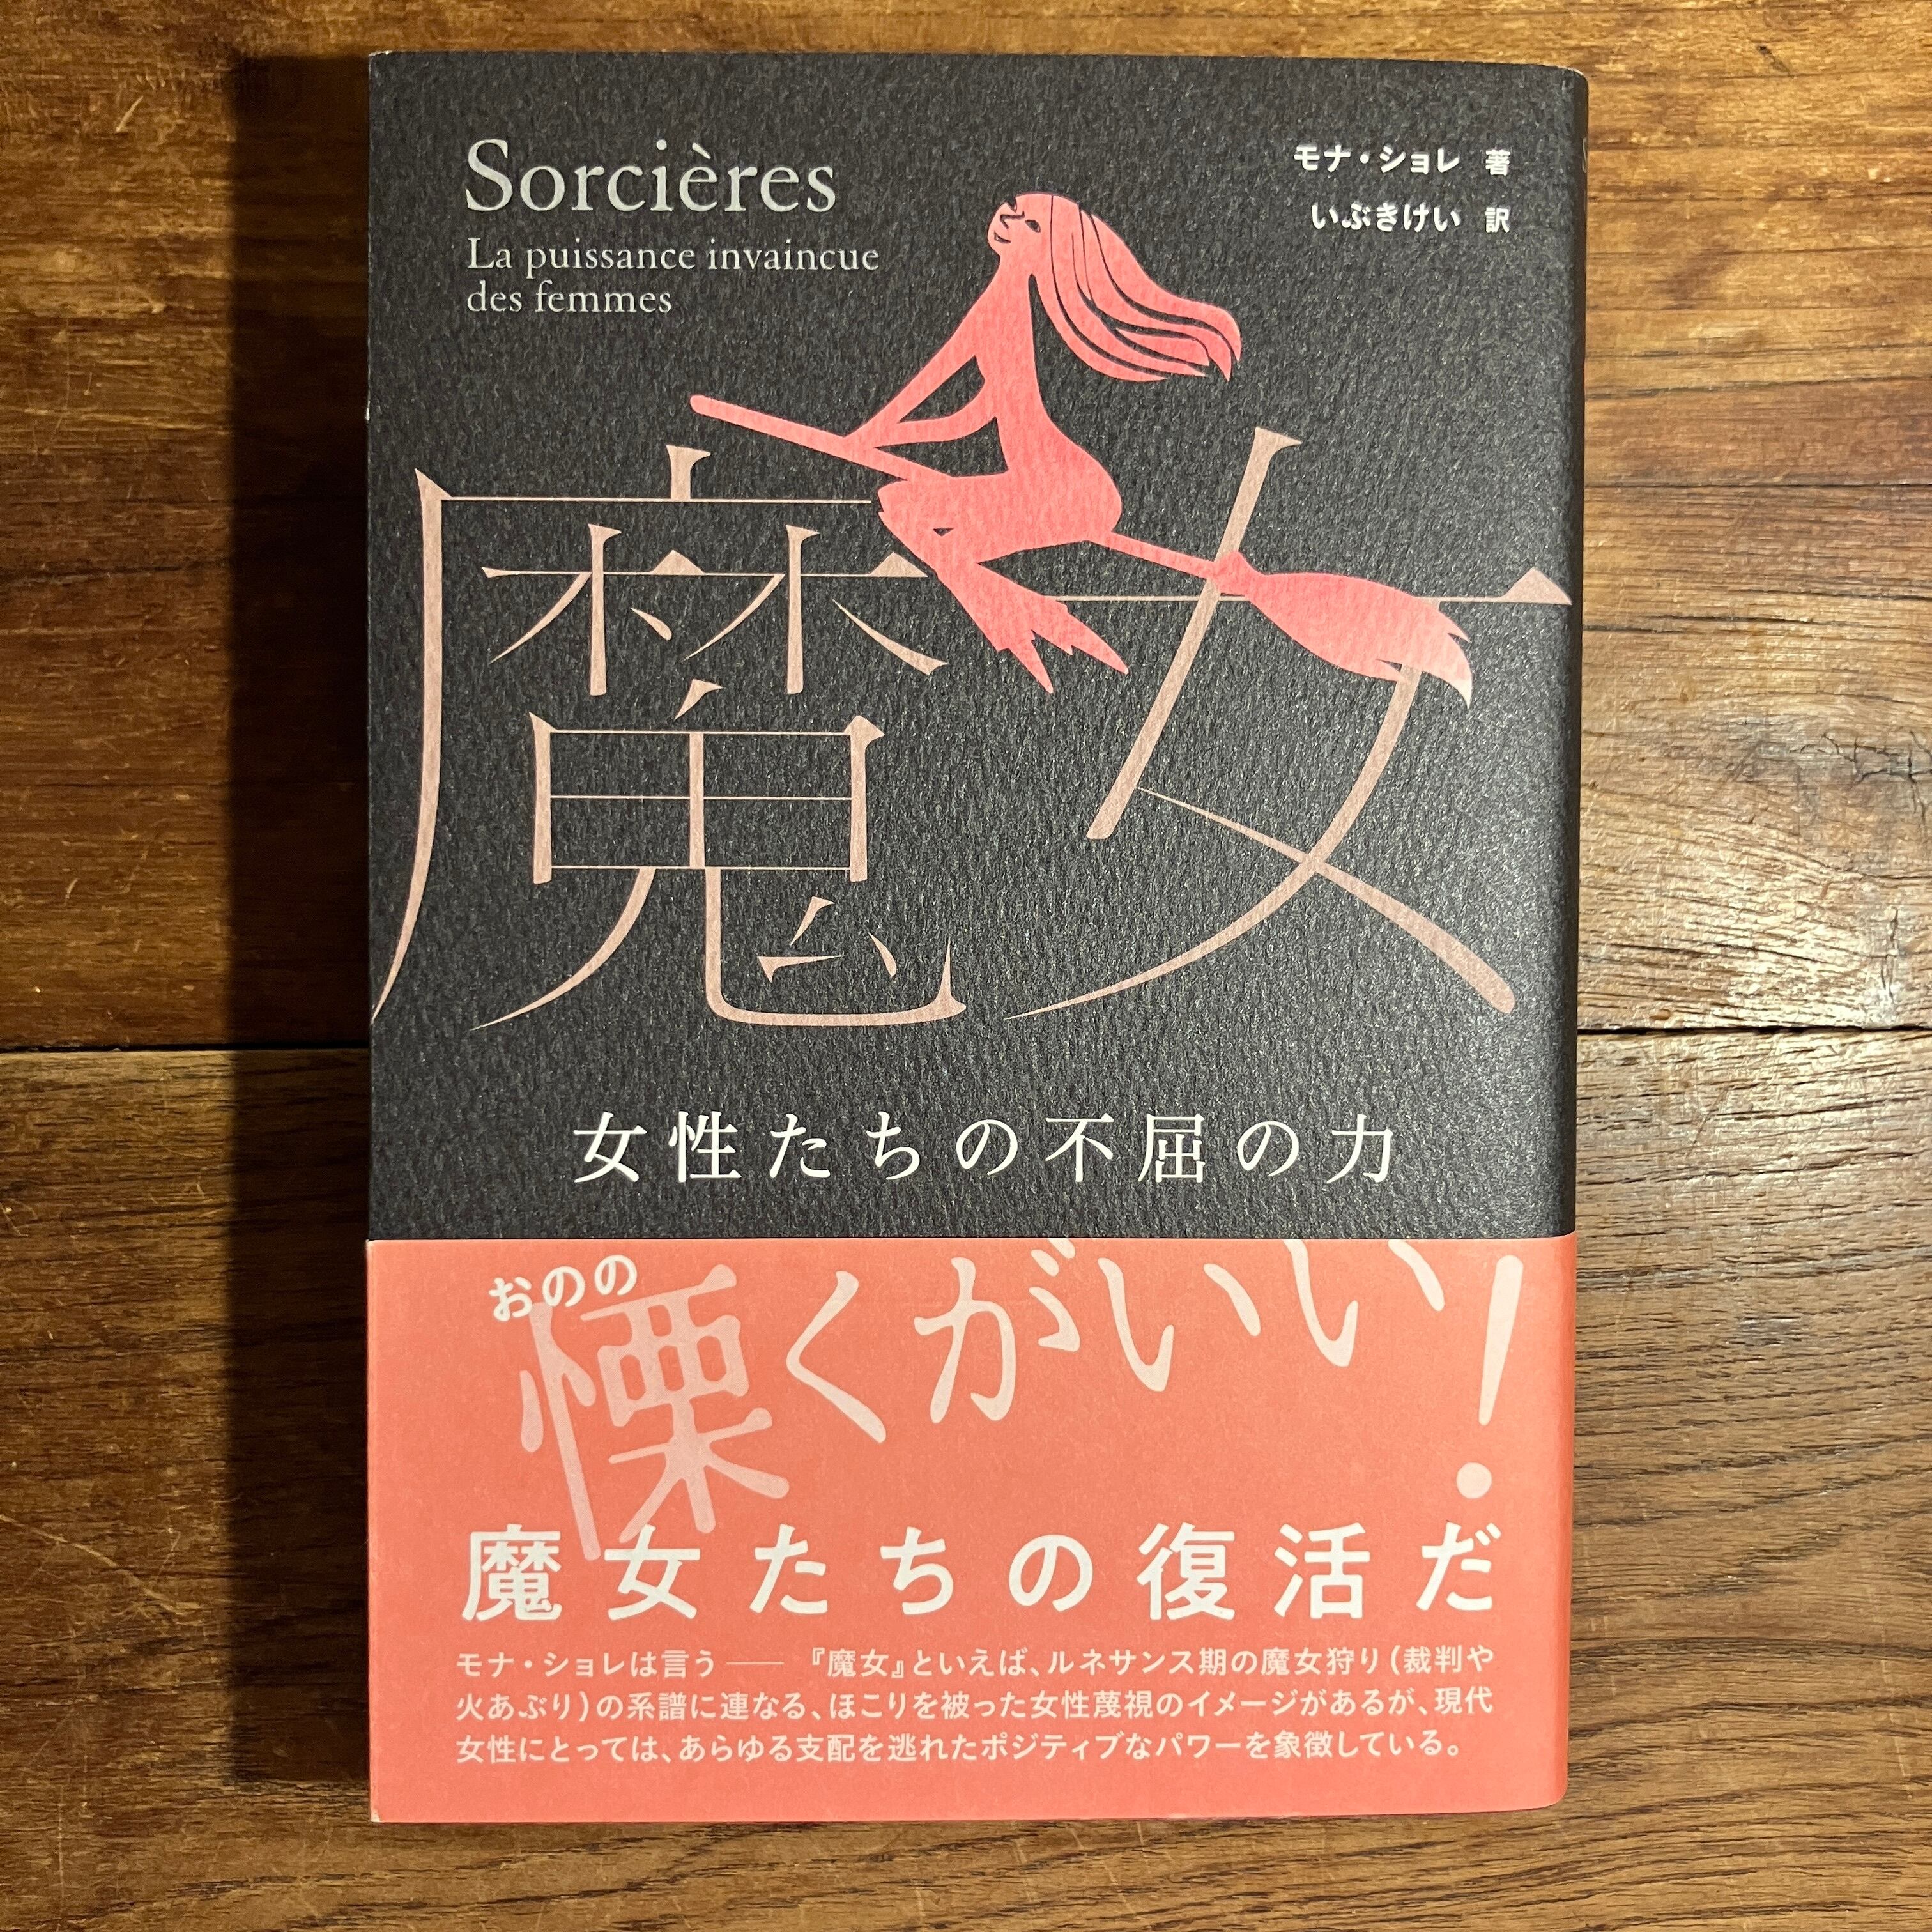 Sorcières
La puissance invaincue
des femmes
モナ・ショレ 著
いぶきけい 訳
魔女
女性たちの不屈の力
おのの
慄くがいい!
魔女たちの復活だ
モナ・ショレは言う――『魔女』といえば、ルネサンス期の魔女狩り(裁判や
火あぶり)の系譜に連なる、ほこりを被った女性蔑視のイメージがあるが、現代
女性にとっては、あらゆる支配を逃れたポジティブなパワーを象徴している。